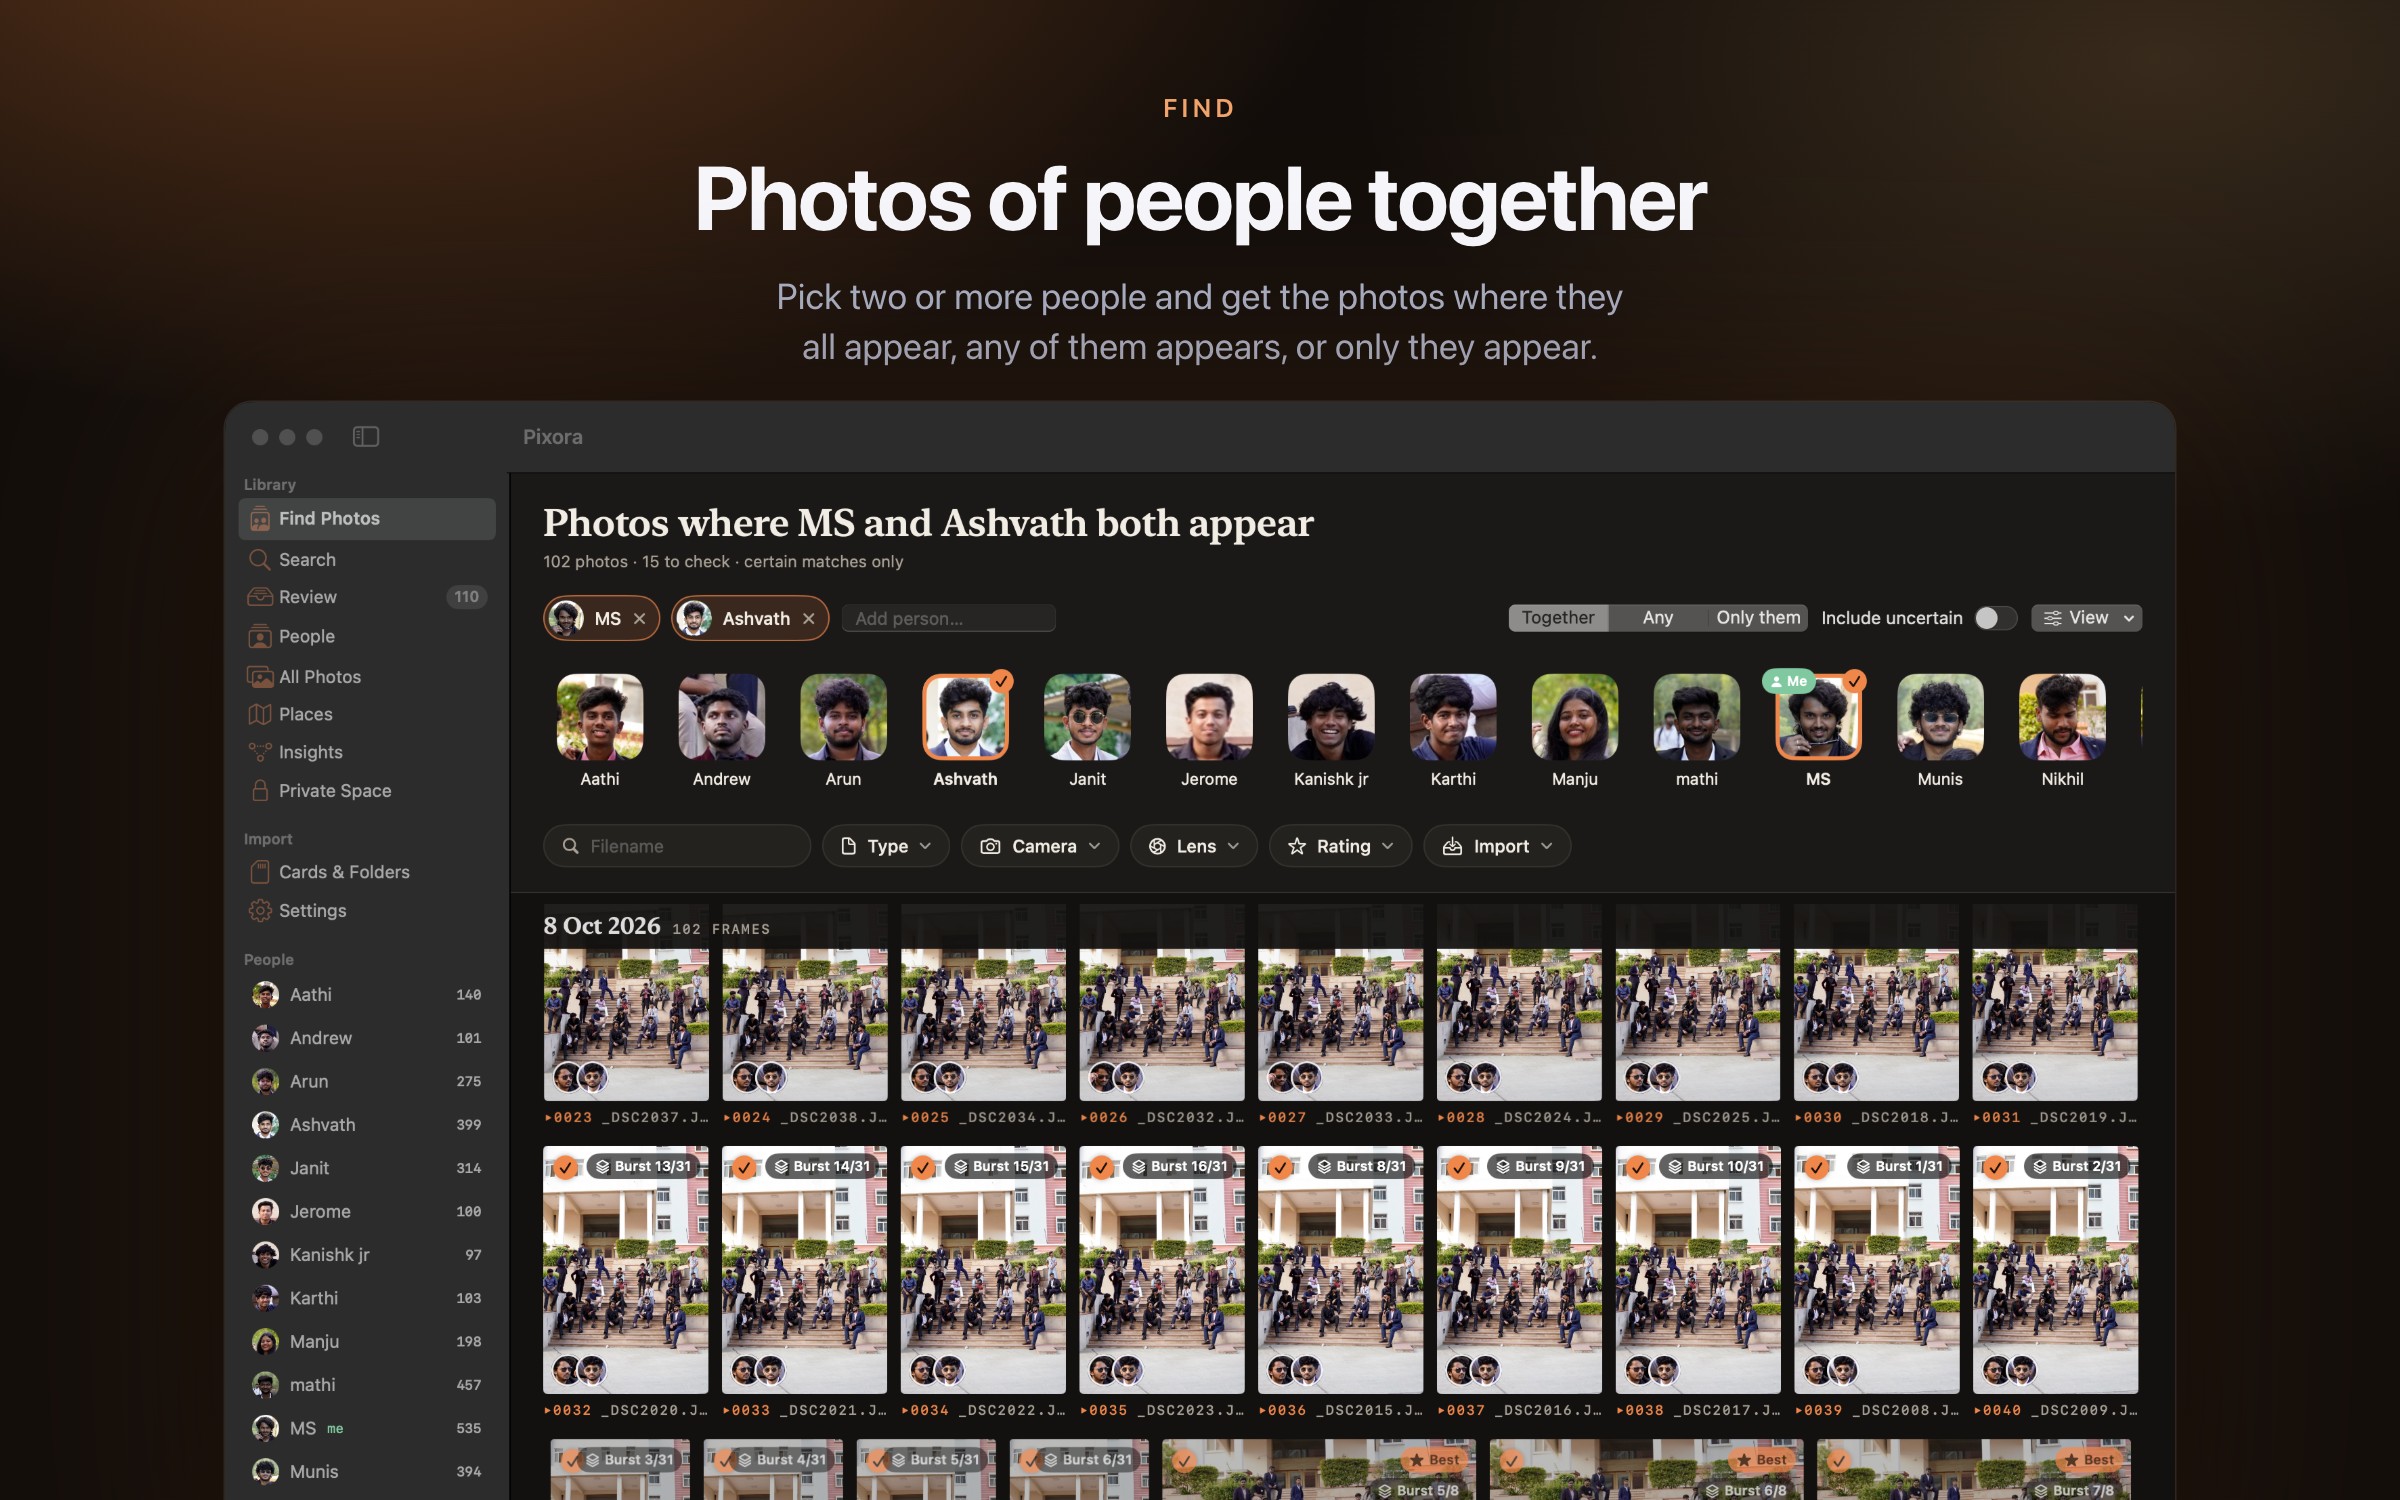 FIND
Photos of people together
Pick two or more people and get the photos where they
all appear, any of them appears, or only they appear.
Pixora
Library
Find Photos
Search
Review 110
People
All Photos
Places
Insights
Private Space
Import
Cards & Folders
Settings
People
Aathi 140
Andrew 101
Arun 275
Ashvath 399
Janit 314
Jerome 100
Kanishk jr 97
Karthi 103
Manju 198
mathi 457
MS me 535
Munis 394
Photos where MS and Ashvath both appear
102 photos · 15 to check · certain matches only
MS Ashvath Add person... Together Any Only them Include uncertain View
Me
Aathi Andrew Arun Ashvath Janit Jerome Kanishk jr Karthi Manju mathi MS Munis Nikhil
Filename Type Camera Lens Rating Import
8 Oct 2026 102 FRAMES
0023 _DSC2037.J… 0024 _DSC2038.J… 0025 _DSC2034.J… 0026 _DSC2032.J… 0027 _DSC2033.J… 0028 _DSC2024.J… 0029 _DSC2025.J… 0030 _DSC2018.J… 0031 _DSC2019.J…
Burst 13/31 Burst 14/31 Burst 15/31 Burst 16/31 Burst 8/31 Burst 9/31 Burst 10/31 Burst 1/31 Burst 2/31
0032 _DSC2020.J… 0033 _DSC2021.J… 0034 _DSC2022.J… 0035 _DSC2023.J… 0036 _DSC2015.J… 0037 _DSC2016.J… 0038 _DSC2017.J… 0039 _DSC2008.J… 0040 _DSC2009.J…
Burst 3/31 Burst 4/31 Burst 5/31 Burst 6/31 Best Best Best
Burst 5/8 Burst 6/8 Burst 7/8